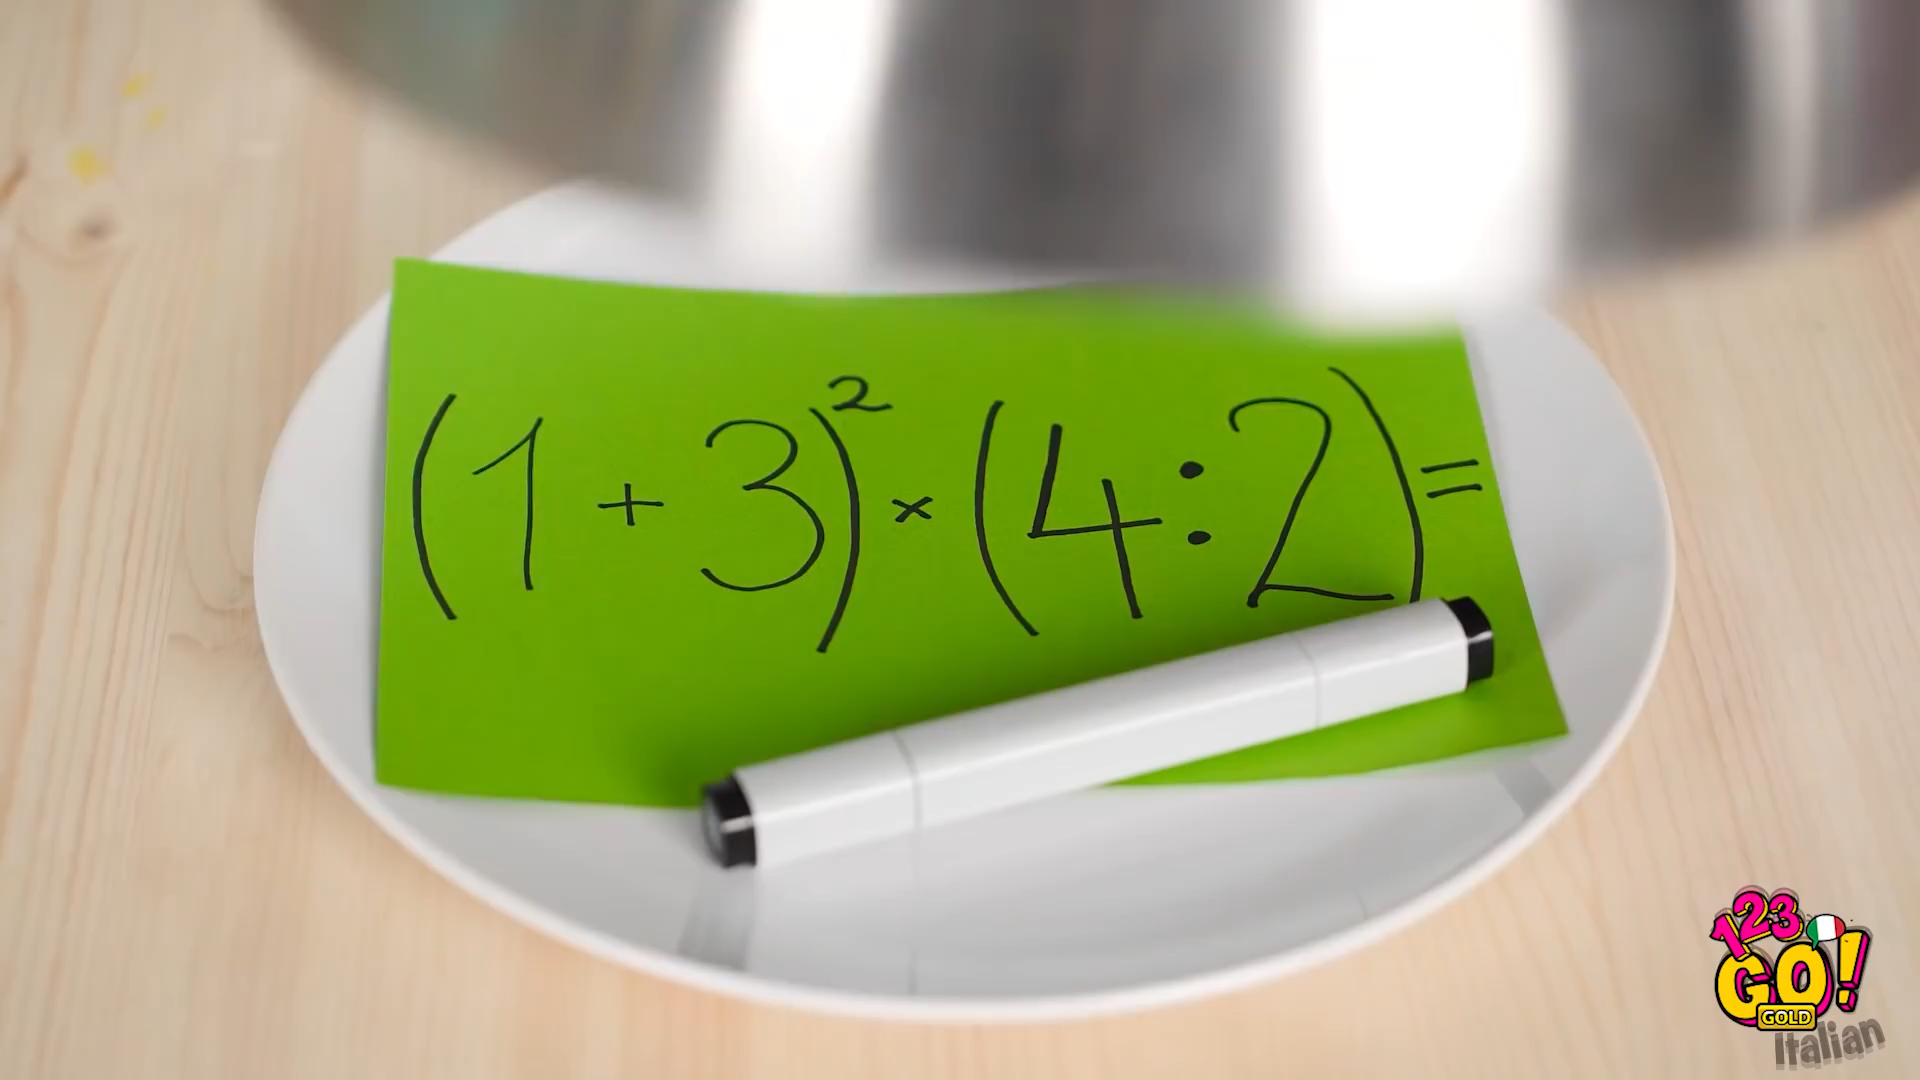 (1 + 3)² × (4 : 2) =
123
GO!
GOLD
Italian